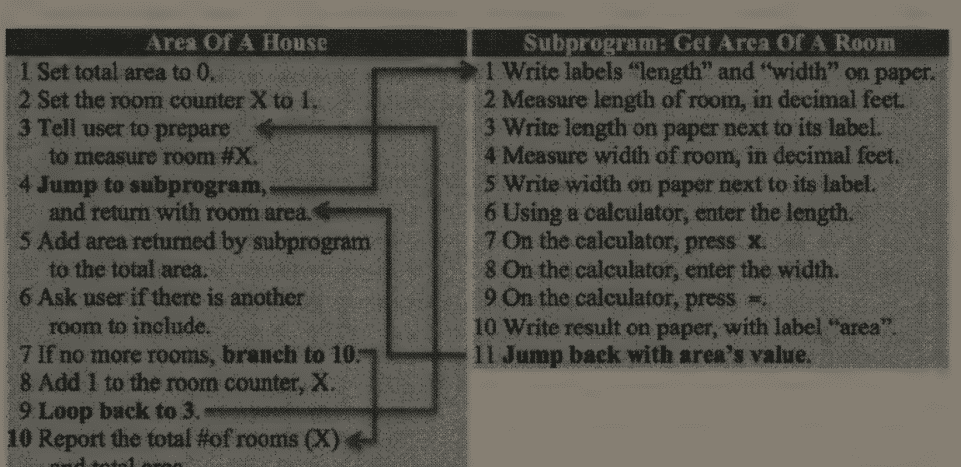 Area Of A House
1 Set total area to 0.
2 Set the room counter X to 1.
3 Tell user to prepare
to measure room #X.
4 Jump to subprogram,
and return with room area.
5 Add area returned by subprogram
to the total area.
6 Ask user if there is another
room to include.
7 If no more rooms, branch to 10.
8 Add 1 to the room counter, X.
9 Loop back to 3.
10 Report the total #of rooms (X)
and total area
Subprogram: Get Area Of A Room
1 Write labels “length” and “width” on paper.
2 Measure length of room, in decimal feet.
3 Write length on paper next to its label.
4 Measure width of room, in decimal feet.
5 Write width on paper next to its label.
6 Using a calculator, enter the length.
7 On the calculator, press x.
8 On the calculator, enter the width.
9 On the calculator, press =.
10 Write result on paper, with label “area”.
11 Jump back with area’s value.